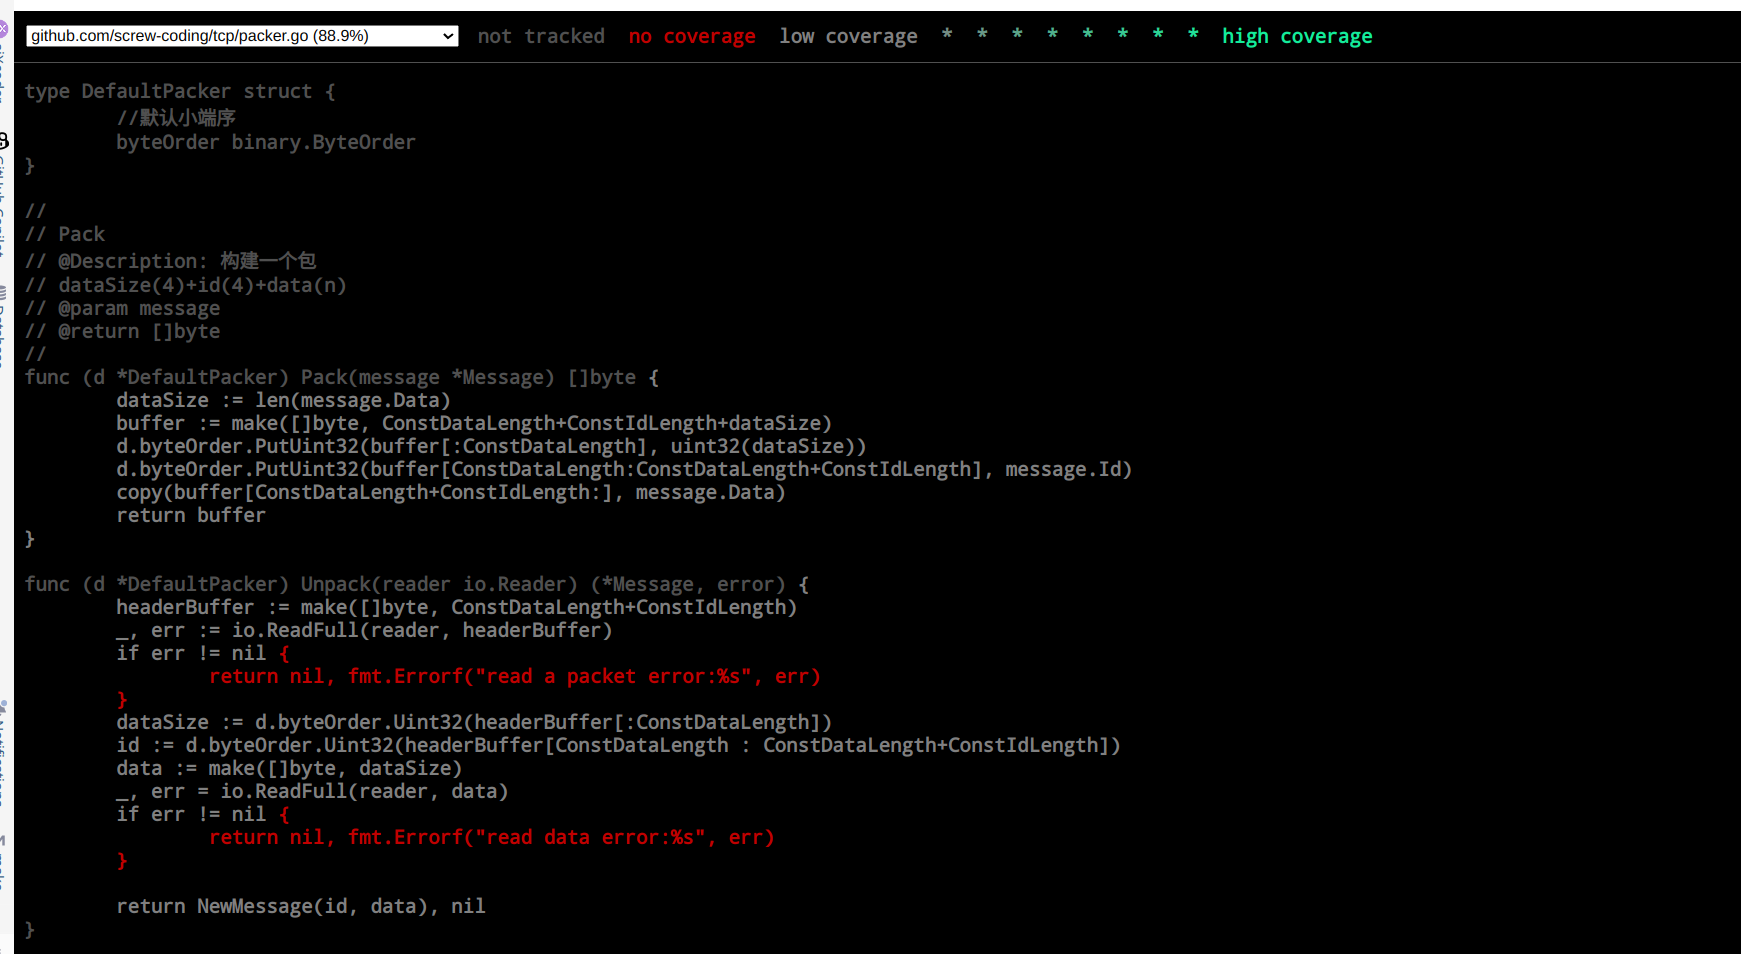 github.com/screw-coding/tcp/packer.go (88.9%) not tracked no coverage low coverage * * * * * * * * high coverage
type DefaultPacker struct {
//默认小端序
byteOrder binary.ByteOrder
}
//
// Pack
// @Description: 构建一个包
// dataSize(4)+id(4)+data(n)
// @param message
// @return []byte
//
func (d *DefaultPacker) Pack(message *Message) []byte {
dataSize := len(message.Data)
buffer := make([]byte, ConstDataLength+ConstIdLength+dataSize)
d.byteOrder.PutUint32(buffer[:ConstDataLength], uint32(dataSize))
d.byteOrder.PutUint32(buffer[ConstDataLength:ConstDataLength+ConstIdLength], message.Id)
copy(buffer[ConstDataLength+ConstIdLength:], message.Data)
return buffer
}
func (d *DefaultPacker) Unpack(reader io.Reader) (*Message, error) {
headerBuffer := make([]byte, ConstDataLength+ConstIdLength)
_, err := io.ReadFull(reader, headerBuffer)
if err != nil {
return nil, fmt.Errorf("read a packet error:%s", err)
}
dataSize := d.byteOrder.Uint32(headerBuffer[:ConstDataLength])
id := d.byteOrder.Uint32(headerBuffer[ConstDataLength : ConstDataLength+ConstIdLength])
data := make([]byte, dataSize)
_, err = io.ReadFull(reader, data)
if err != nil {
return nil, fmt.Errorf("read data error:%s", err)
}
return NewMessage(id, data), nil
}